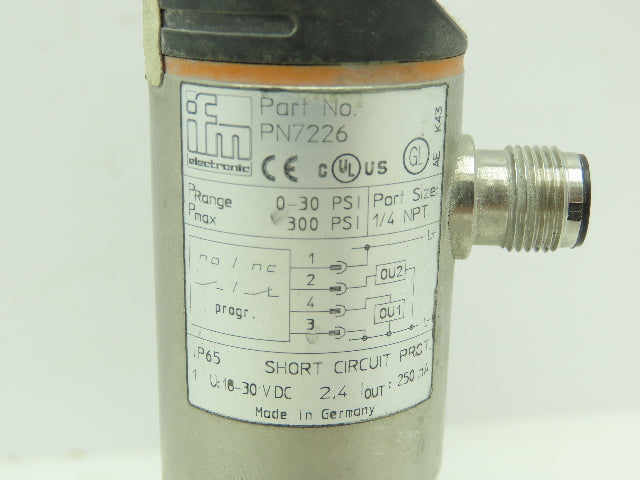 ifm
electronic
Part No.
PN7226
CE c UL US GL
AE K43
PRange 0-30 PSI
Pmax 300 PSI
Port Size:
1/4 NPT
no / nc
progr.
1
2
4
3
OU2
OU1
L+
L-
IP65 SHORT CIRCUIT PROT.
1 U: 18-30 V DC 2,4 IOUT: 250 mA
Made in Germany